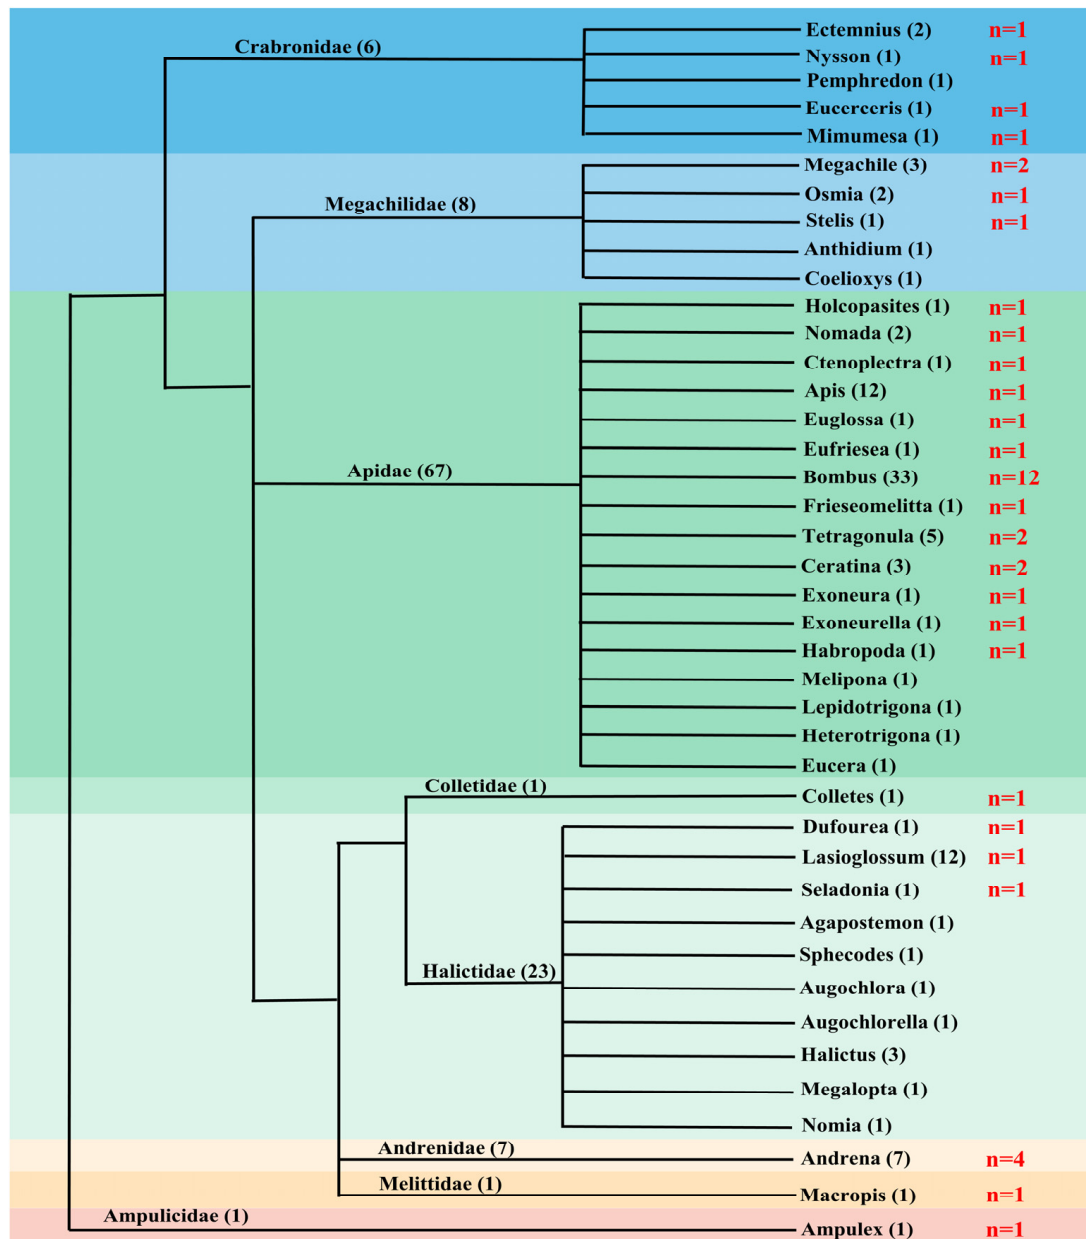 Crabronidae (6)
Ectemnius (2) n=1
Nysson (1) n=1
Pemphredon (1)
Eucerceris (1) n=1
Mimumesa (1) n=1
Megachilidae (8)
Megachile (3) n=2
Osmia (2) n=1
Stelis (1) n=1
Anthidium (1)
Coelioxys (1)
Apidae (67)
Holcopasites (1) n=1
Nomada (2) n=1
Ctenoplectra (1) n=1
Apis (12) n=1
Euglossa (1) n=1
Eufriesea (1) n=1
Bombus (33) n=12
Frieseomelitta (1) n=1
Tetragonula (5) n=2
Ceratina (3) n=2
Exoneura (1) n=1
Exoneurella (1) n=1
Habropoda (1) n=1
Melipona (1)
Lepidotrigona (1)
Heterotrigona (1)
Eucera (1)
Colletidae (1)
Colletes (1) n=1
Halictidae (23)
Dufourea (1) n=1
Lasioglossum (12) n=1
Seladonia (1) n=1
Agapostemon (1)
Sphecodes (1)
Augochlora (1)
Augochlorella (1)
Halictus (3)
Megalopta (1)
Nomia (1)
Andrenidae (7)
Andrena (7) n=4
Melittidae (1)
Macropis (1) n=1
Ampulicidae (1)
Ampulex (1) n=1